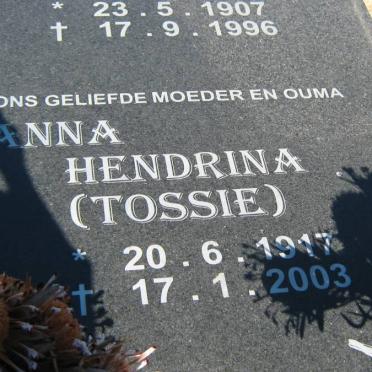 * 23 . 5 . 1907
† 17 . 9 . 1996
ONS GELIEFDE MOEDER EN OUMA
ANNA
HENDRINA
(TOSSIE)
* 20 . 6 . 1917
† 17 . 1 . 2003